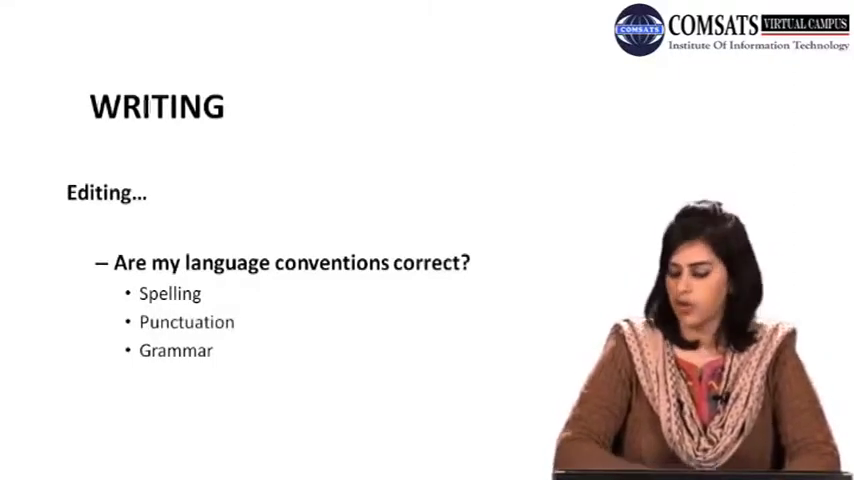 COMSATS VIRTUAL CAMPUS
COMSATS Institute Of Information Technology
WRITING
Editing...
– Are my language conventions correct?
• Spelling
• Punctuation
• Grammar